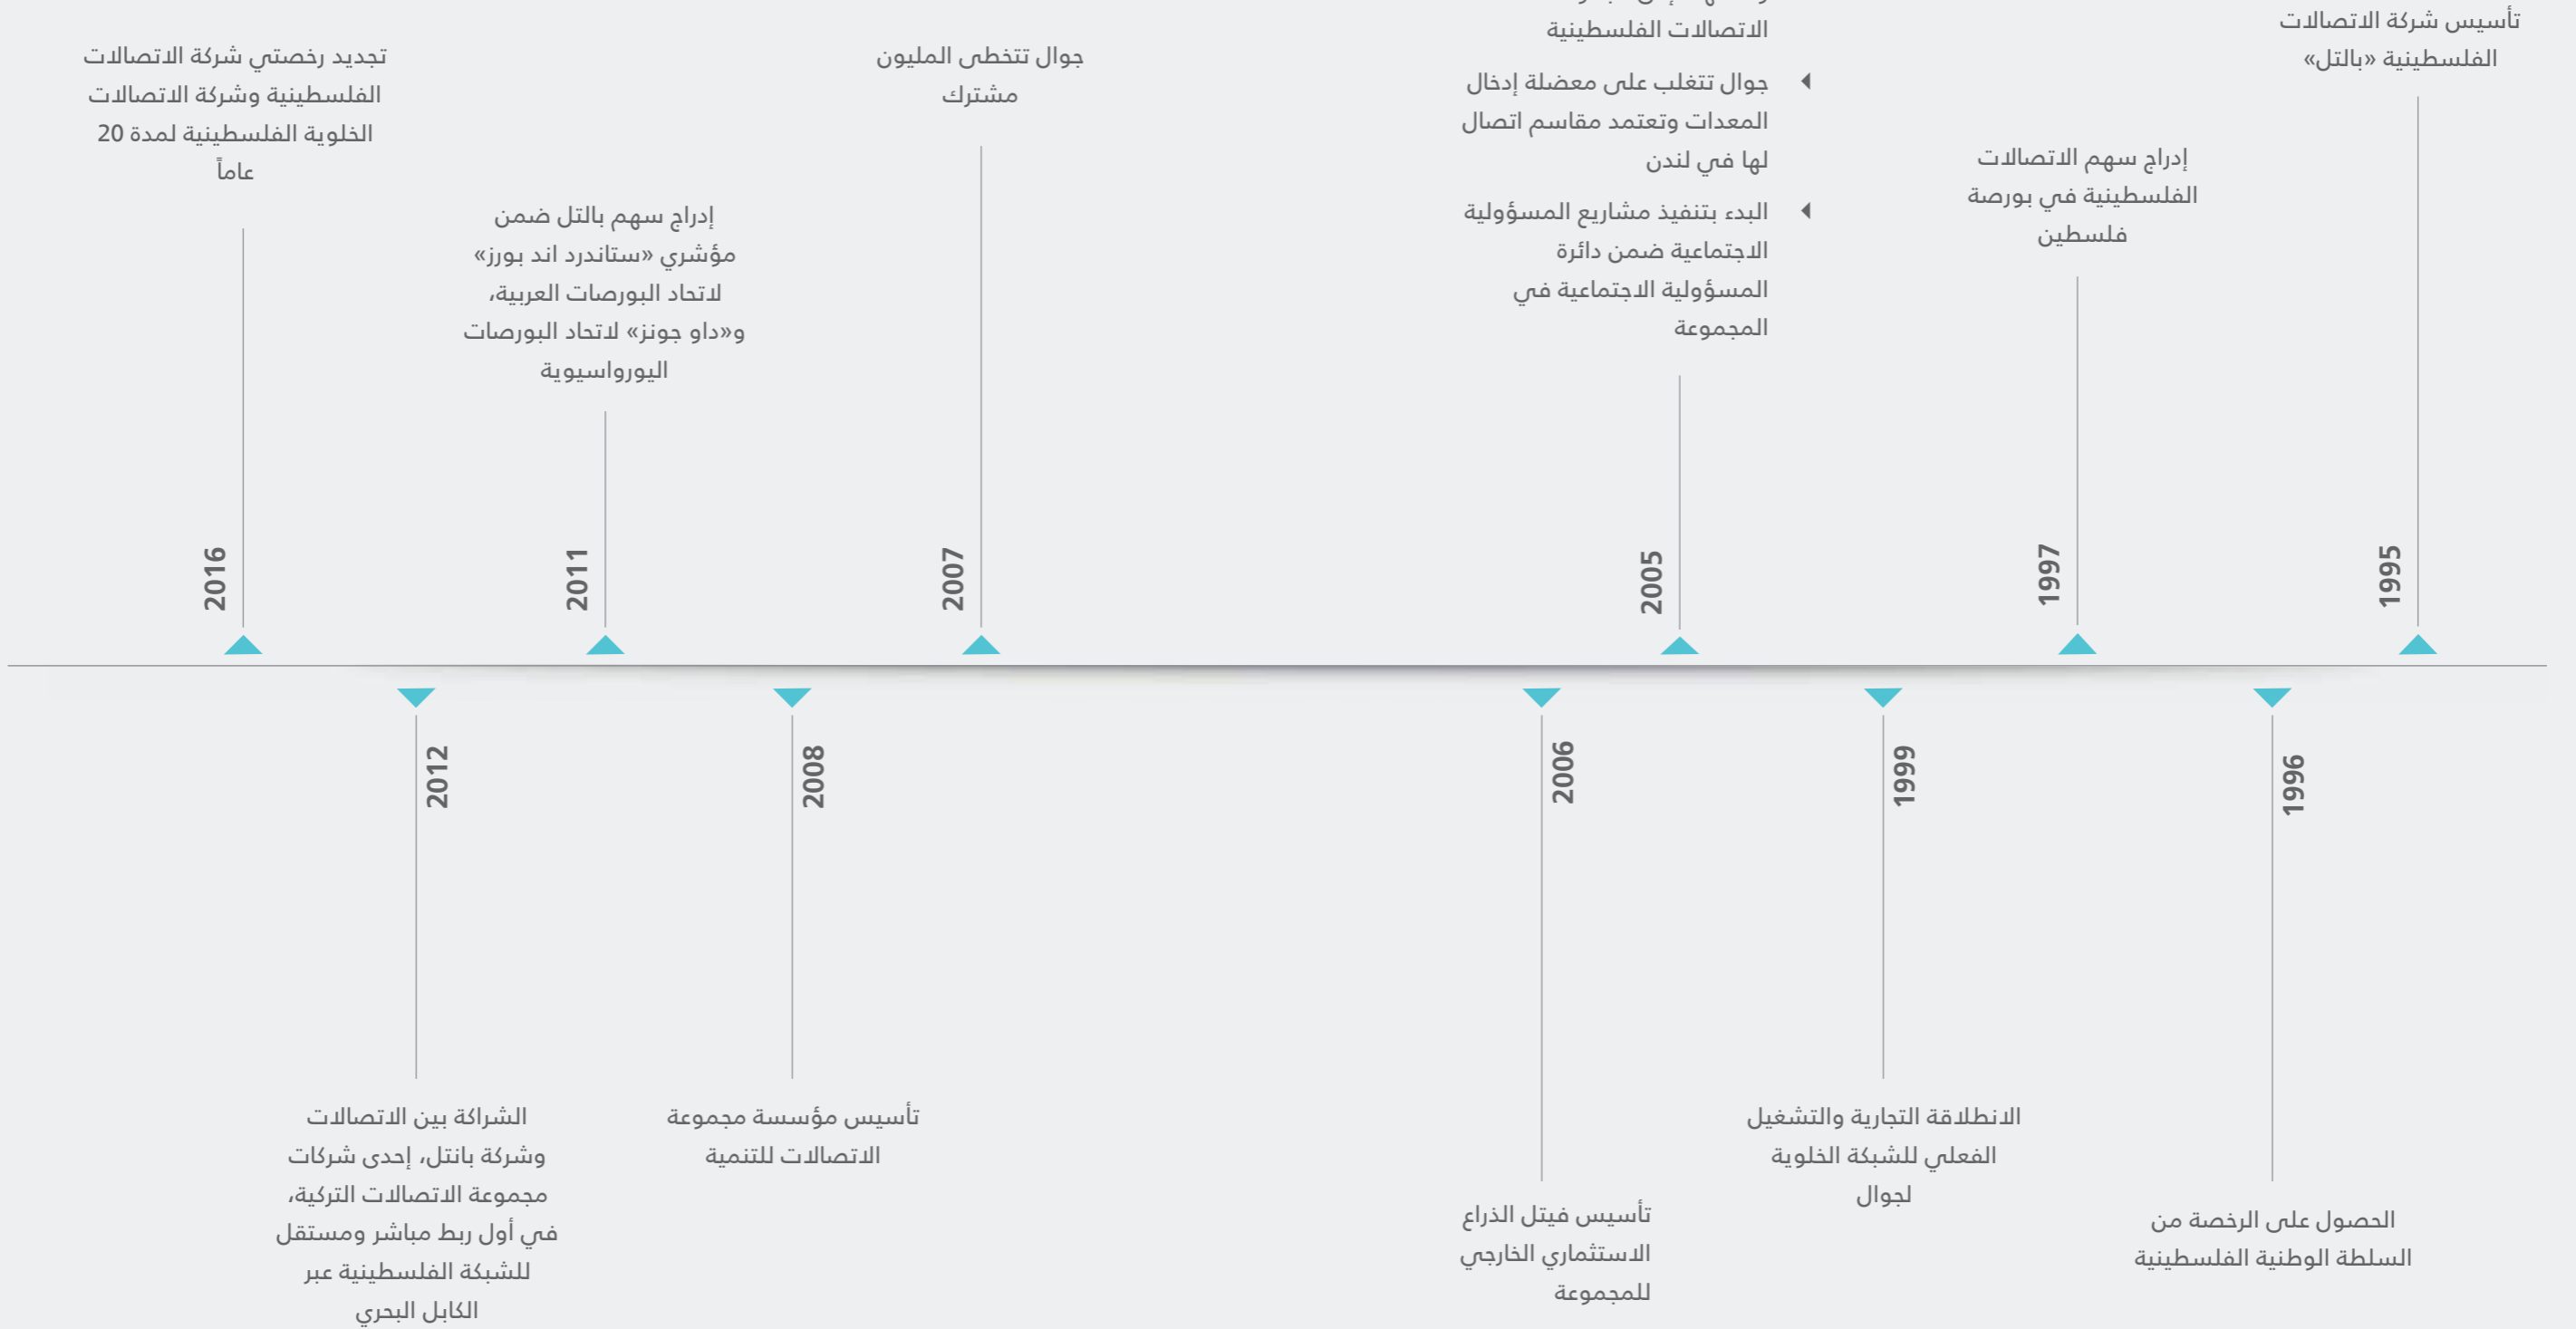 تأسيس شركة الاتصالات
الفلسطينية «بالتل»
1995
الحصول على الرخصة من
السلطة الوطنية الفلسطينية
1996
إدراج سهم الاتصالات
الفلسطينية في بورصة
فلسطين
1997
الانطلاقة التجارية والتشغيل
الفعلي للشبكة الخلوية
لجوال
1999
الاتصالات الفلسطينية
جوال تتغلب على معضلة إدخال
المعدات وتعتمد مقاسم اتصال
لها في لندن
البدء بتنفيذ مشاريع المسؤولية
الاجتماعية ضمن دائرة
المسؤولية الاجتماعية في
المجموعة
2005
تأسيس فيتل الذراع
الاستثماري الخارجي
للمجموعة
2006
جوال تتخطى المليون
مشترك
2007
تأسيس مؤسسة مجموعة
الاتصالات للتنمية
2008
إدراج سهم بالتل ضمن
مؤشري «ستاندرد اند بورز»
لاتحاد البورصات العربية،
و«داو جونز» لاتحاد البورصات
اليورواسيوية
2011
الشراكة بين الاتصالات
وشركة بانتل، إحدى شركات
مجموعة الاتصالات التركية،
في أول ربط مباشر ومستقل
للشبكة الفلسطينية عبر
الكابل البحري
2012
تجديد رخصتي شركة الاتصالات
الفلسطينية وشركة الاتصالات
الخلوية الفلسطينية لمدة 20
عاماً
2016